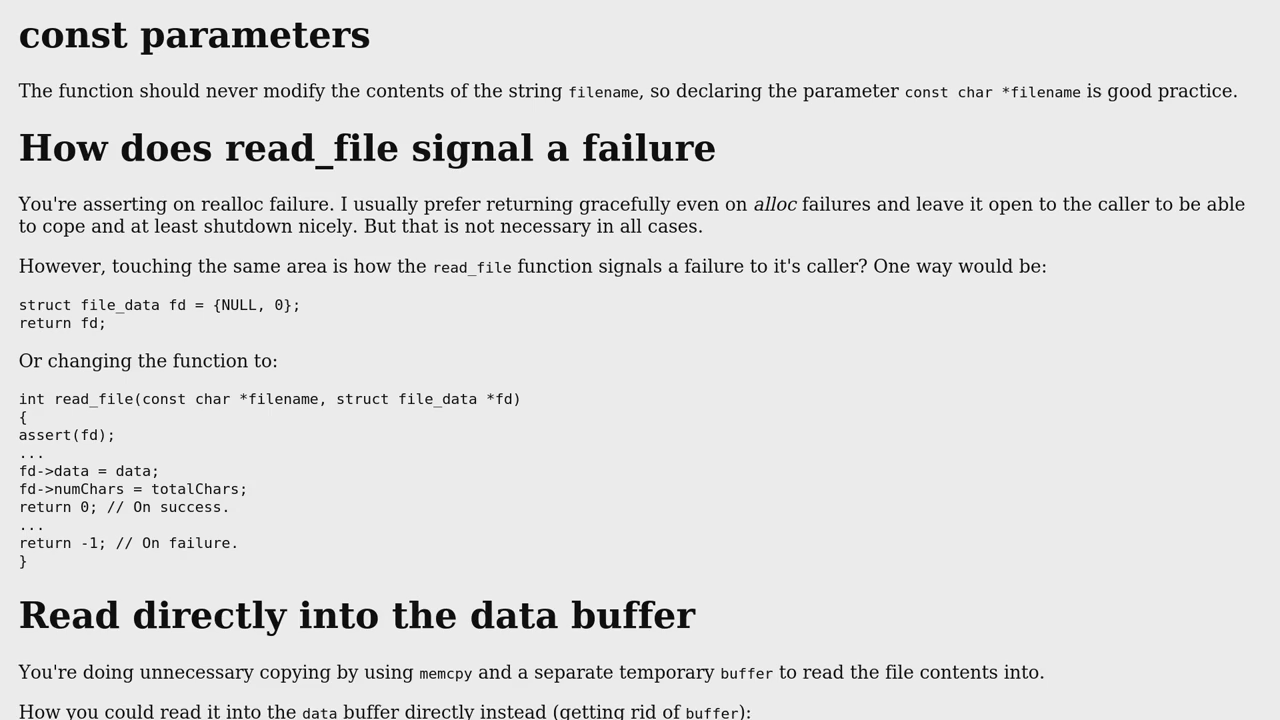 const parameters
The function should never modify the contents of the string filename, so declaring the parameter const char *filename is good practice.
How does read_file signal a failure
You're asserting on realloc failure. I usually prefer returning gracefully even on alloc failures and leave it open to the caller to be able
to cope and at least shutdown nicely. But that is not necessary in all cases.
However, touching the same area is how the read_file function signals a failure to it's caller? One way would be:
struct file_data fd = {NULL, 0};
return fd;
Or changing the function to:
int read_file(const char *filename, struct file_data *fd)
{
assert(fd);
...
fd->data = data;
fd->numChars = totalChars;
return 0; // On success.
...
return -1; // On failure.
}
Read directly into the data buffer
You're doing unnecessary copying by using memcpy and a separate temporary buffer to read the file contents into.
How you could read it into the data buffer directly instead (getting rid of buffer):